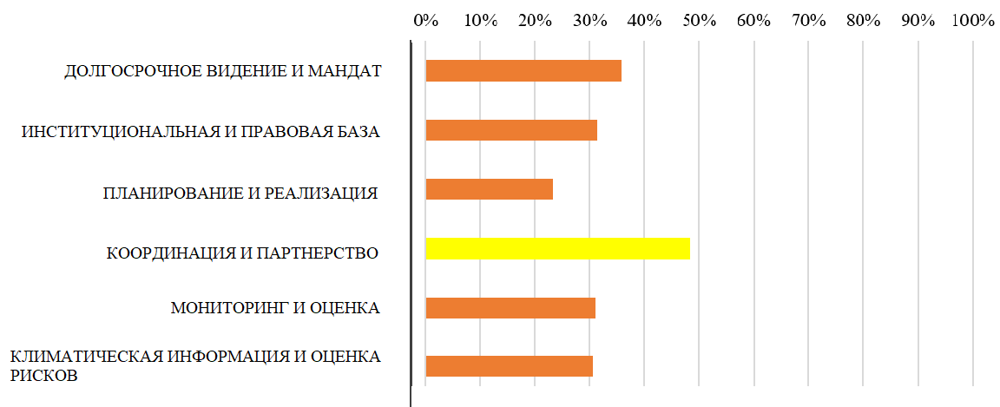 0% 10% 20% 30% 40% 50% 60% 70% 80% 90% 100%
ДОЛГОСРОЧНОЕ ВИДЕНИЕ И МАНДАТ
ИНСТИТУЦИОНАЛЬНАЯ И ПРАВОВАЯ БАЗА
ПЛАНИРОВАНИЕ И РЕАЛИЗАЦИЯ
КООРДИНАЦИЯ И ПАРТНЕРСТВО
МОНИТОРИНГ И ОЦЕНКА
КЛИМАТИЧЕСКАЯ ИНФОРМАЦИЯ И ОЦЕНКА
РИСКОВ